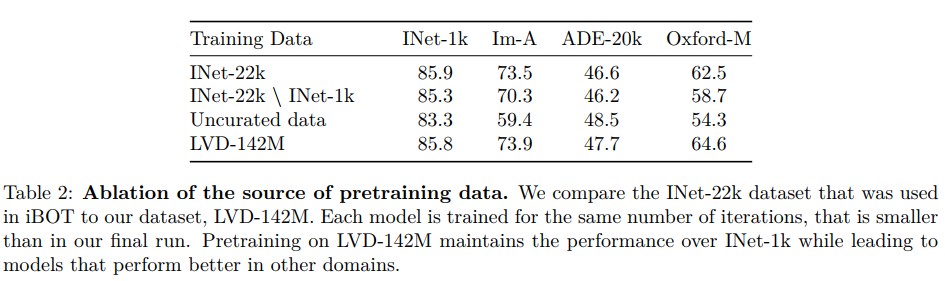 Training Data INet-1k Im-A ADE-20k Oxford-M
INet-22k 85.9 73.5 46.6 62.5
INet-22k \ INet-1k 85.3 70.3 46.2 58.7
Uncurated data 83.3 59.4 48.5 54.3
LVD-142M 85.8 73.9 47.7 64.6
Table 2: Ablation of the source of pretraining data. We compare the INet-22k dataset that was used
in iBOT to our dataset, LVD-142M. Each model is trained for the same number of iterations, that is smaller
than in our final run. Pretraining on LVD-142M maintains the performance over INet-1k while leading to
models that perform better in other domains.